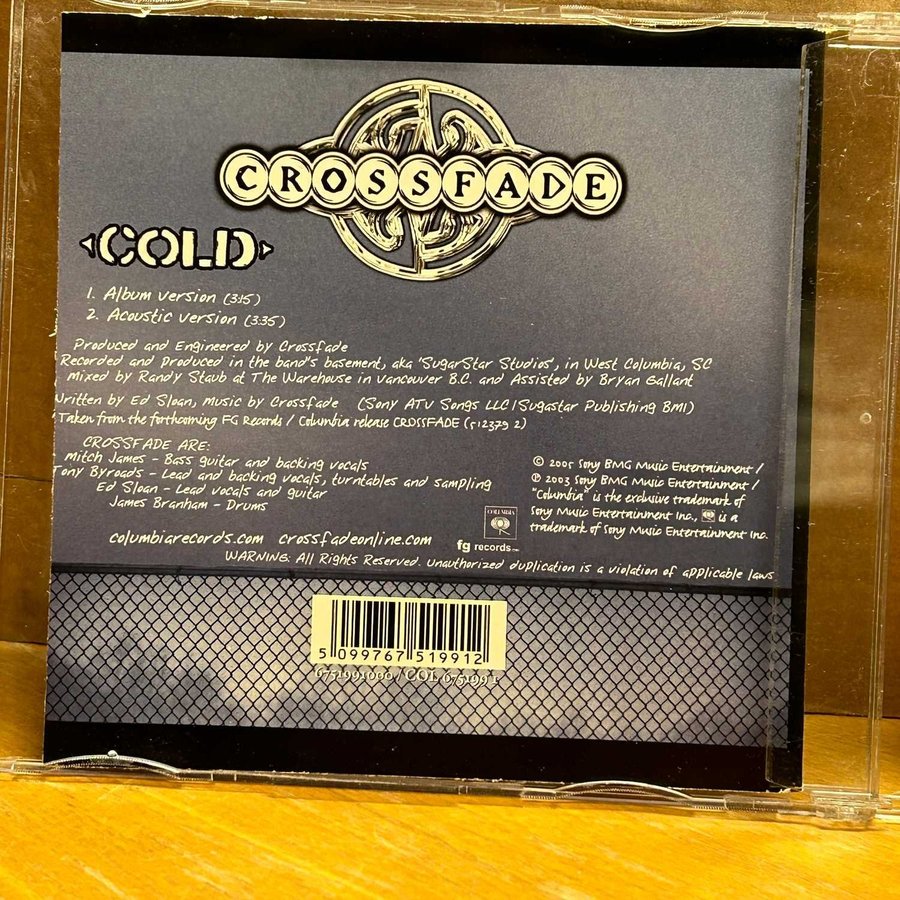 CROSSFADE
COLD
1. Album version (3:15)
2. Acoustic version (3:35)
Produced and Engineered by Crossfade
Recorded and produced in the band's basement, aka 'SugarStar Studios', in West Columbia, SC
Mixed by Randy Staub at The Warehouse in Vancouver B.C. and Assisted by Bryan Gallant
Written by Ed Sloan, Music by Crossfade (Sony ATV Songs LLC/Sugastar Publishing BMI)
Taken from the forthcoming FG Records / Columbia release CROSSFADE (512379 2)
CROSSFADE ARE:
Mitch James - Bass guitar and backing vocals
Tony Byroads - Lead and backing vocals, turntables and sampling
Ed Sloan - Lead vocals and guitar
James Branham - Drums
columbiarecords.com crossfadeonline.com
COLUMBIA
fg records
℗ 2005 Sony BMG Music Entertainment /
℗ 2003 Sony BMG Music Entertainment /
"Columbia" is the exclusive trademark of
Sony Music Entertainment Inc., is a
trademark of Sony Music Entertainment Inc.
WARNING: All Rights Reserved. Unauthorized duplication is a violation of applicable laws
5 099767 519912
6751991000 / COL 675199 1